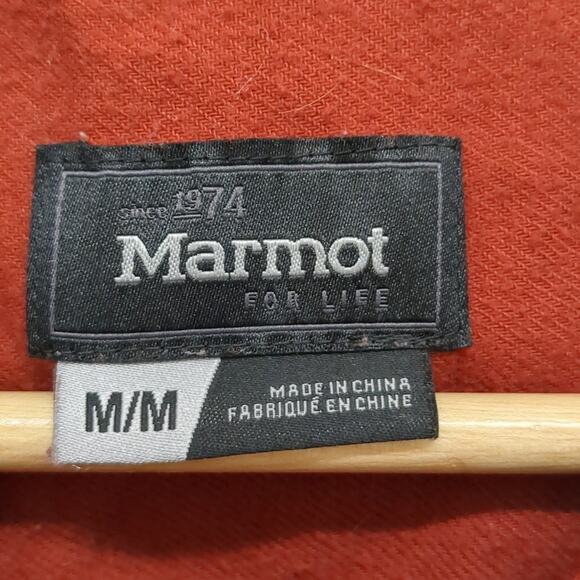 since 1974
Marmot
FOR LIFE
M/M
MADE IN CHINA
FABRIQUÉ EN CHINE